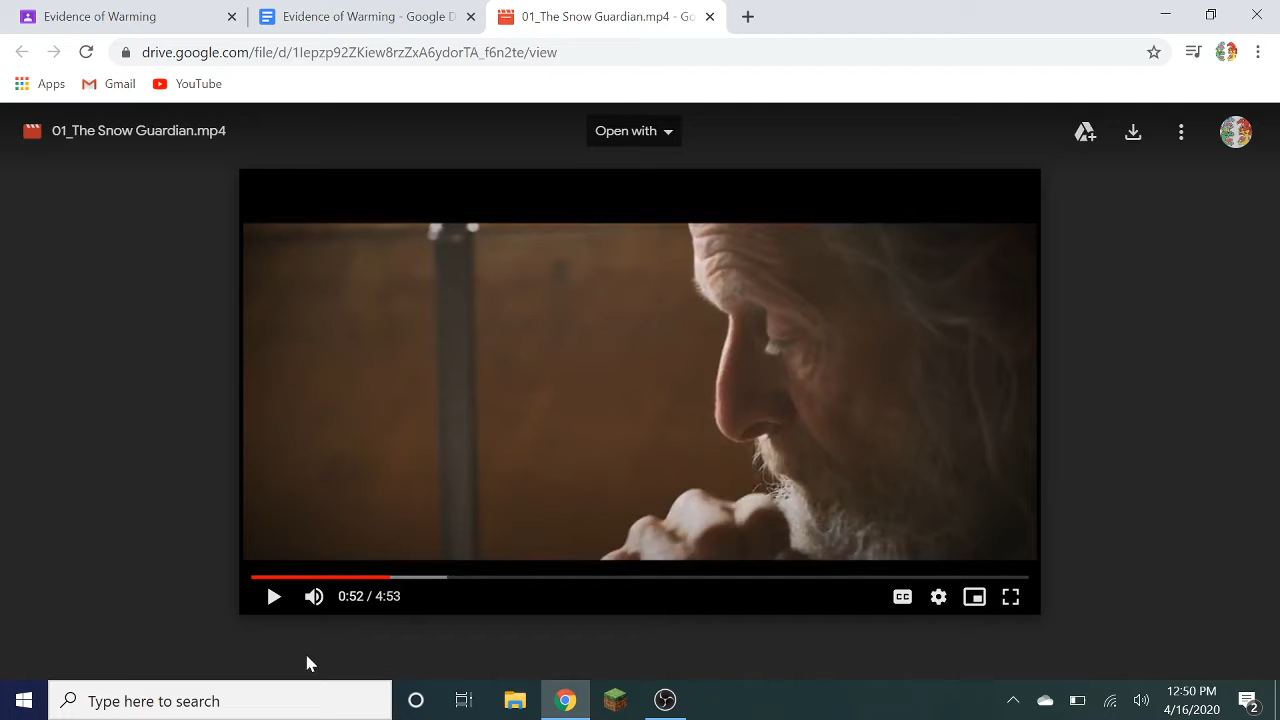 Evidence of Warming
Evidence of Warming - Google D
01_The Snow Guardian.mp4 - Go
drive.google.com/file/d/1lepzp92ZKiew8rzZxA6ydorTA_f6n2te/view
Apps
Gmail
YouTube
01_The Snow Guardian.mp4
Open with
0:52 / 4:53
CC
Type here to search
12:50 PM
4/16/2020
2